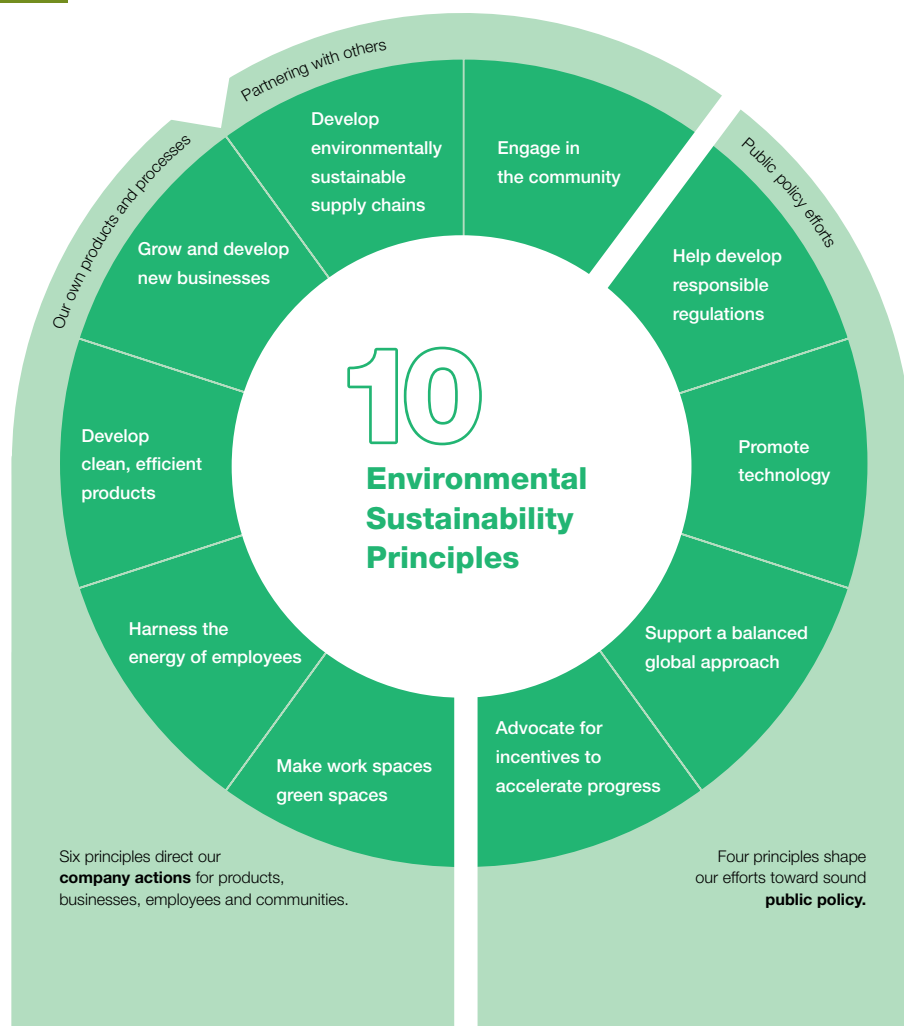 Partnering with others
Our own products and processes
Public policy efforts
Develop
environmentally
sustainable
supply chains
Engage in
the community
Grow and develop
new businesses
Help develop
responsible
regulations
Develop
clean, efficient
products
Promote
technology
10
Environmental
Sustainability
Principles
Harness the
energy of employees
Support a balanced
global approach
Make work spaces
green spaces
Advocate for
incentives to
accelerate progress
Six principles direct our
company actions for products,
businesses, employees and communities.
Four principles shape
our efforts toward sound
public policy.